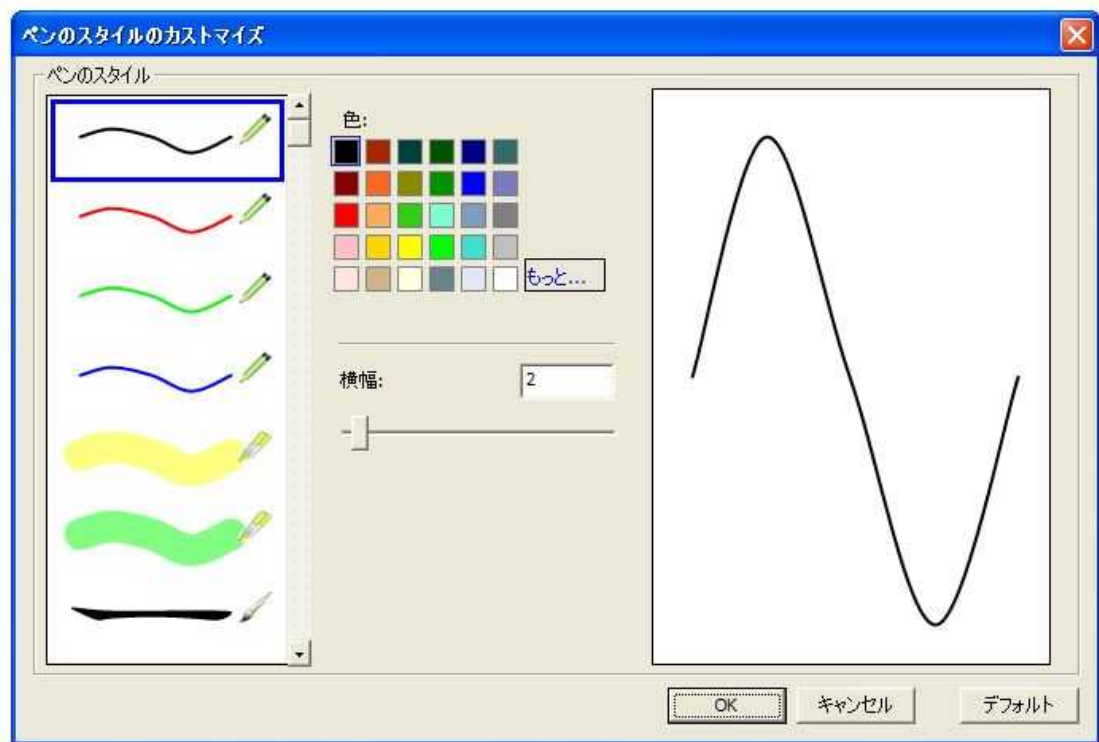 ペンのスタイルのカストマイズ
ペンのスタイル
色:
もっと...
横幅:
2
OK
キャンセル
デフォルト